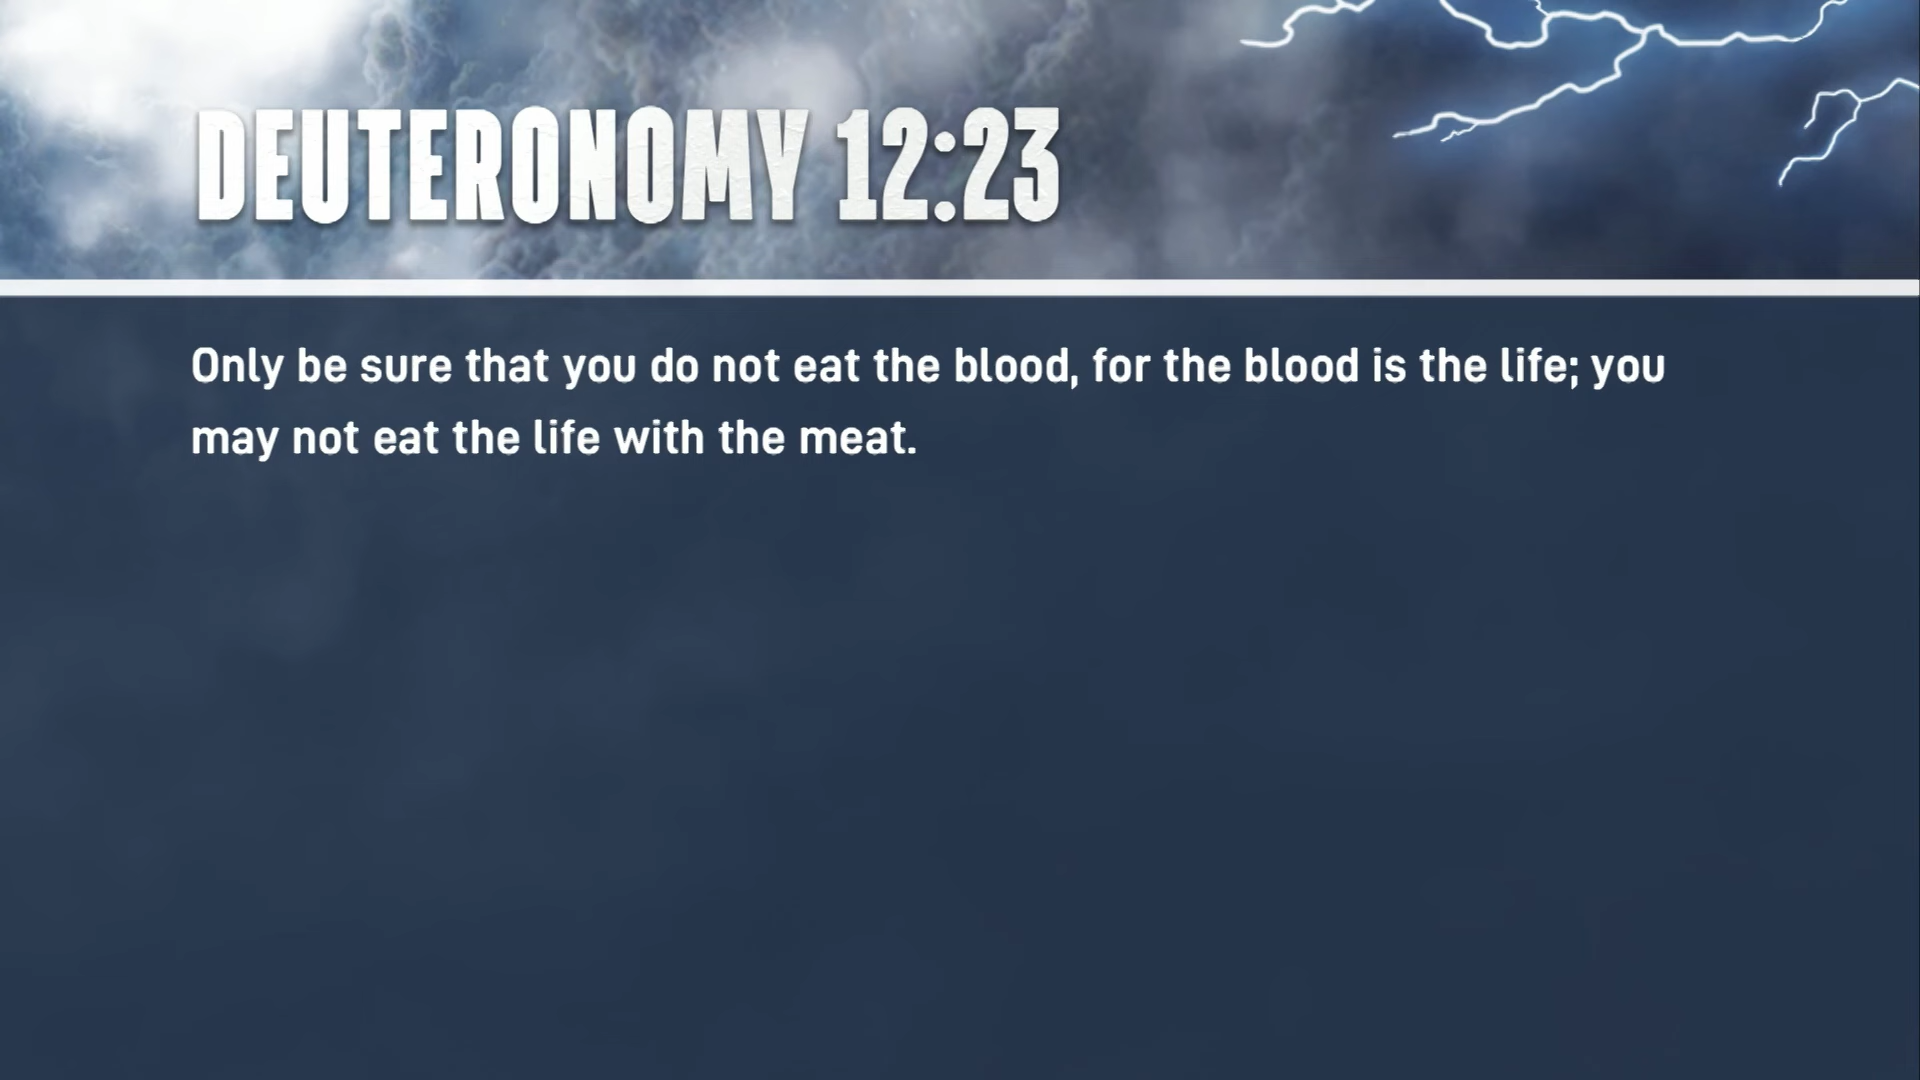 DEUTERONOMY 12:23
Only be sure that you do not eat the blood, for the blood is the life; you
may not eat the life with the meat.